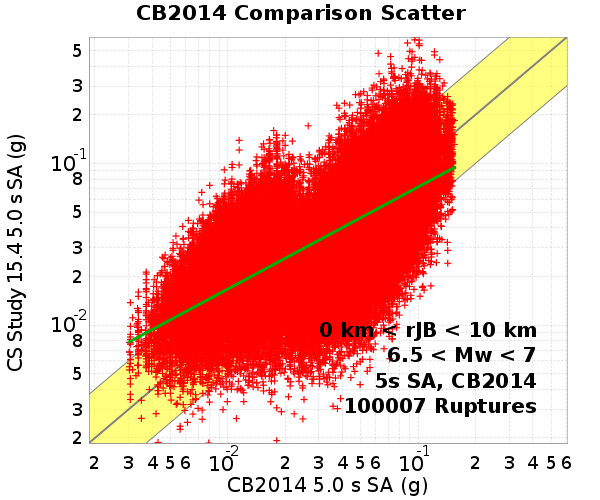 CB2014 Comparison Scatter
CS Study 15.4 5.0 s SA (g)
5
3
2
10^-1
8
5
3
2
10^-2
8
5
3
2
0 km < rJB < 10 km
6.5 < Mw < 7
5s SA, CB2014
100007 Ruptures
2 3 4 5 6 10^-2 2 3 4 5 6 10^-1 2 3 4 5 6
CB2014 5.0 s SA (g)